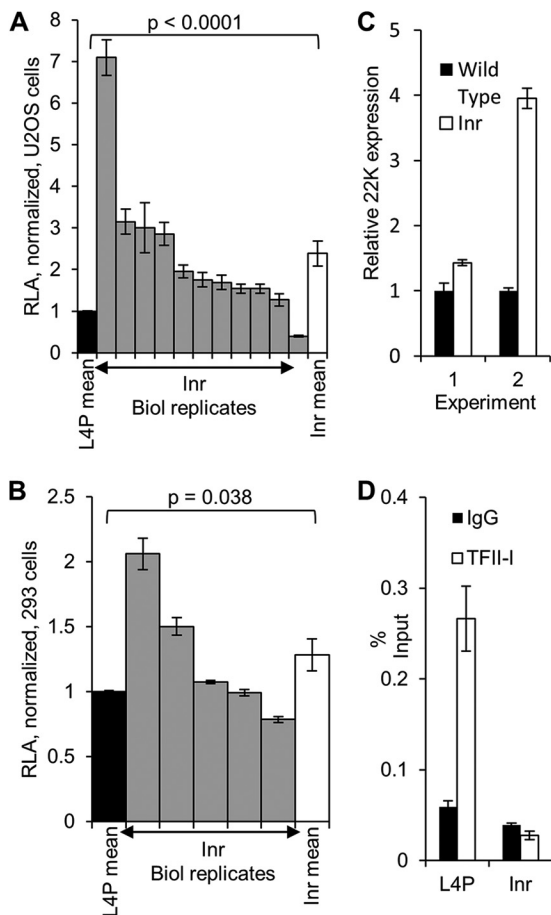 A
p < 0.0001
8
7
6
5
4
3
2
1
0
RLA, normalized, U2OS cells
L4P mean
Inr
Biol replicates
Inr mean
C
Wild
Type
Inr
5
4
3
2
1
0
Relative 22K expression
1 2
Experiment
B
p = 0.038
2.5
2
1.5
1
0.5
0
RLA, normalized, 293 cells
L4P mean
Inr
Biol replicates
Inr mean
D
IgG
TFII-I
0.4
0.3
0.2
0.1
0
%
Input
L4P Inr